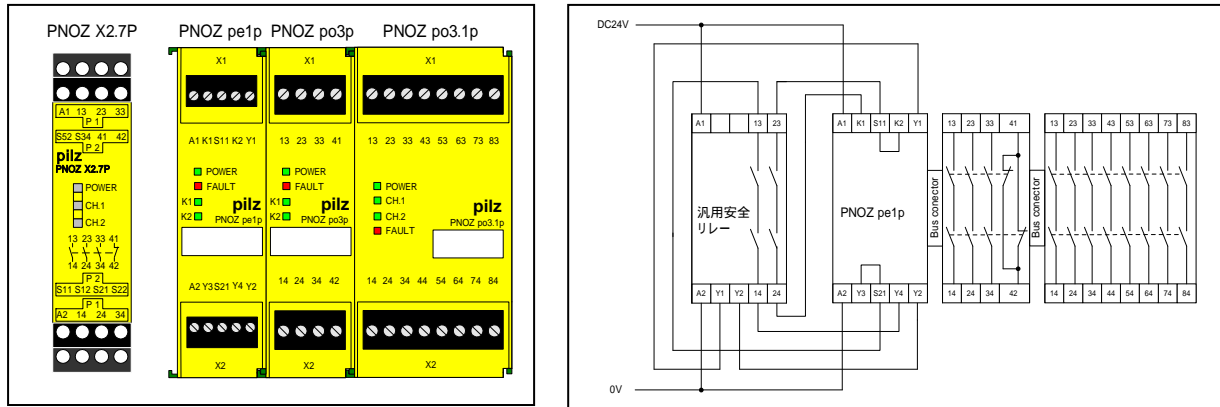 PNOZ X2.7P PNOZ pe1p PNOZ po3p PNOZ po3.1p
A1 13 23 33
P 1
S52 S34 41 42
P 2
pilz
PNOZ X2.7P
POWER
CH.1
CH.2
13 23 33 41
14 24 34 42
P 2
S11 S12 S21 S22
P 1
A2 14 24 34
X1
A1 K1 S11 K2 Y1
POWER
FAULT
K1
K2
pilz
PNOZ pe1p
A2 Y3 S21 Y4 Y2
X2
X1
13 23 33 41
POWER
FAULT
K1
K2
pilz
PNOZ po3p
14 24 34 42
X2
X1
13 23 33 43 53 63 73 83
POWER
CH.1
CH.2
FAULT
pilz
PNOZ po3.1p
14 24 34 44 54 64 74 84
X2
DC24V
A1 13 23
汎用安全
リレー
A2 Y1 Y2 14 24
A1 K1 S11 K2 Y1
PNOZ pe1p
A2 Y3 S21 Y4 Y2
Bus conector
13 23 33 41
14 24 34 42
Bus conector
13 23 33 43 53 63 73 83
14 24 34 44 54 64 74 84
0V